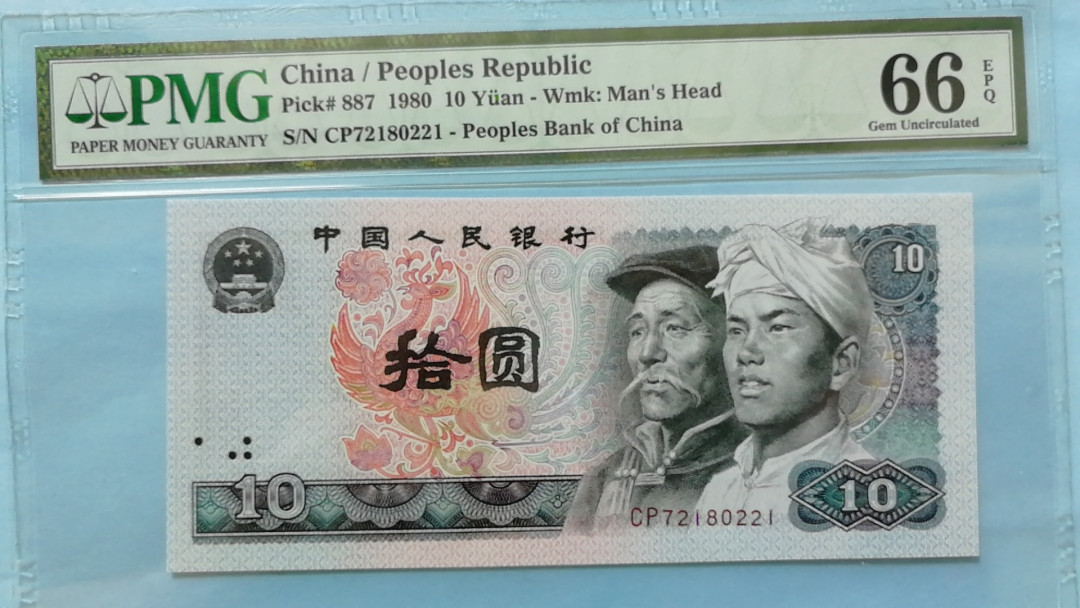 PMG
PAPER MONEY GUARANTY
China / Peoples Republic
Pick# 887 1980 10 Yüan - Wmk: Man's Head
S/N CP72180221 - Peoples Bank of China
66
EPQ
Gem Uncirculated
中国人民银行
10
拾圆
10
CP72180221
10